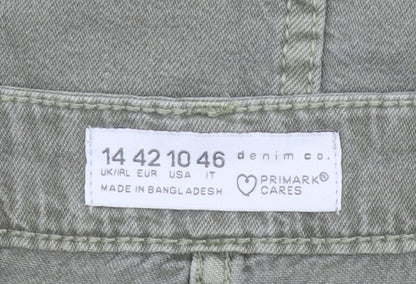 14 42 10 46 denim co.
UK/IRL EUR USA IT
PRIMARK®
MADE IN BANGLADESH CARES